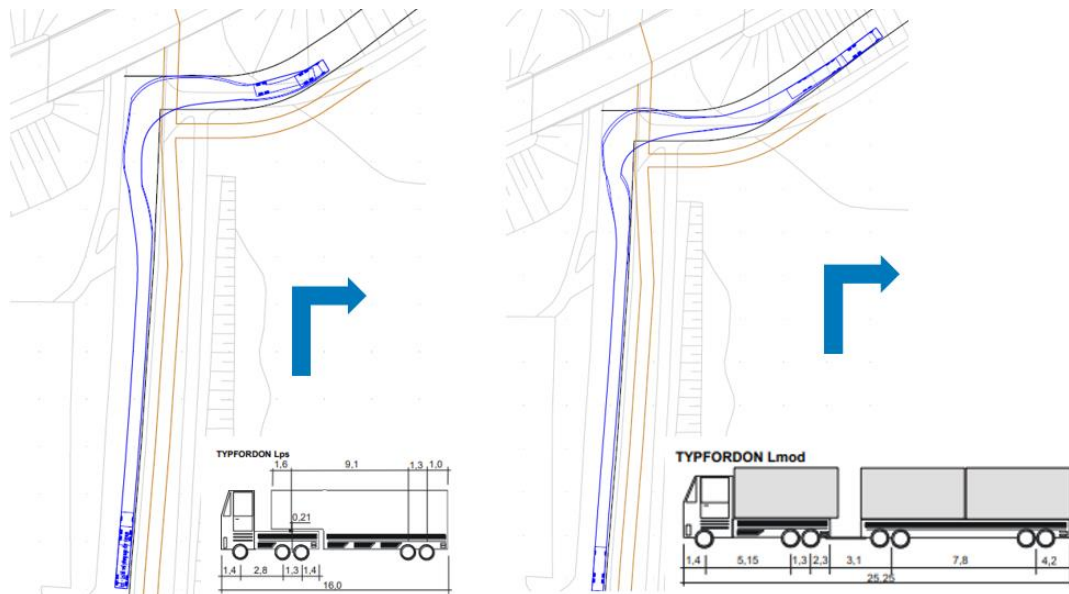 TYPFORDON Lps
1,6 9,1 1,3 1,0
0,21
1,4 2,8 1,3 1,4
16,0
TYPFORDON Lmod
1,4 5,15 1,3 2,3 3,1 7,8 4,2
25,25